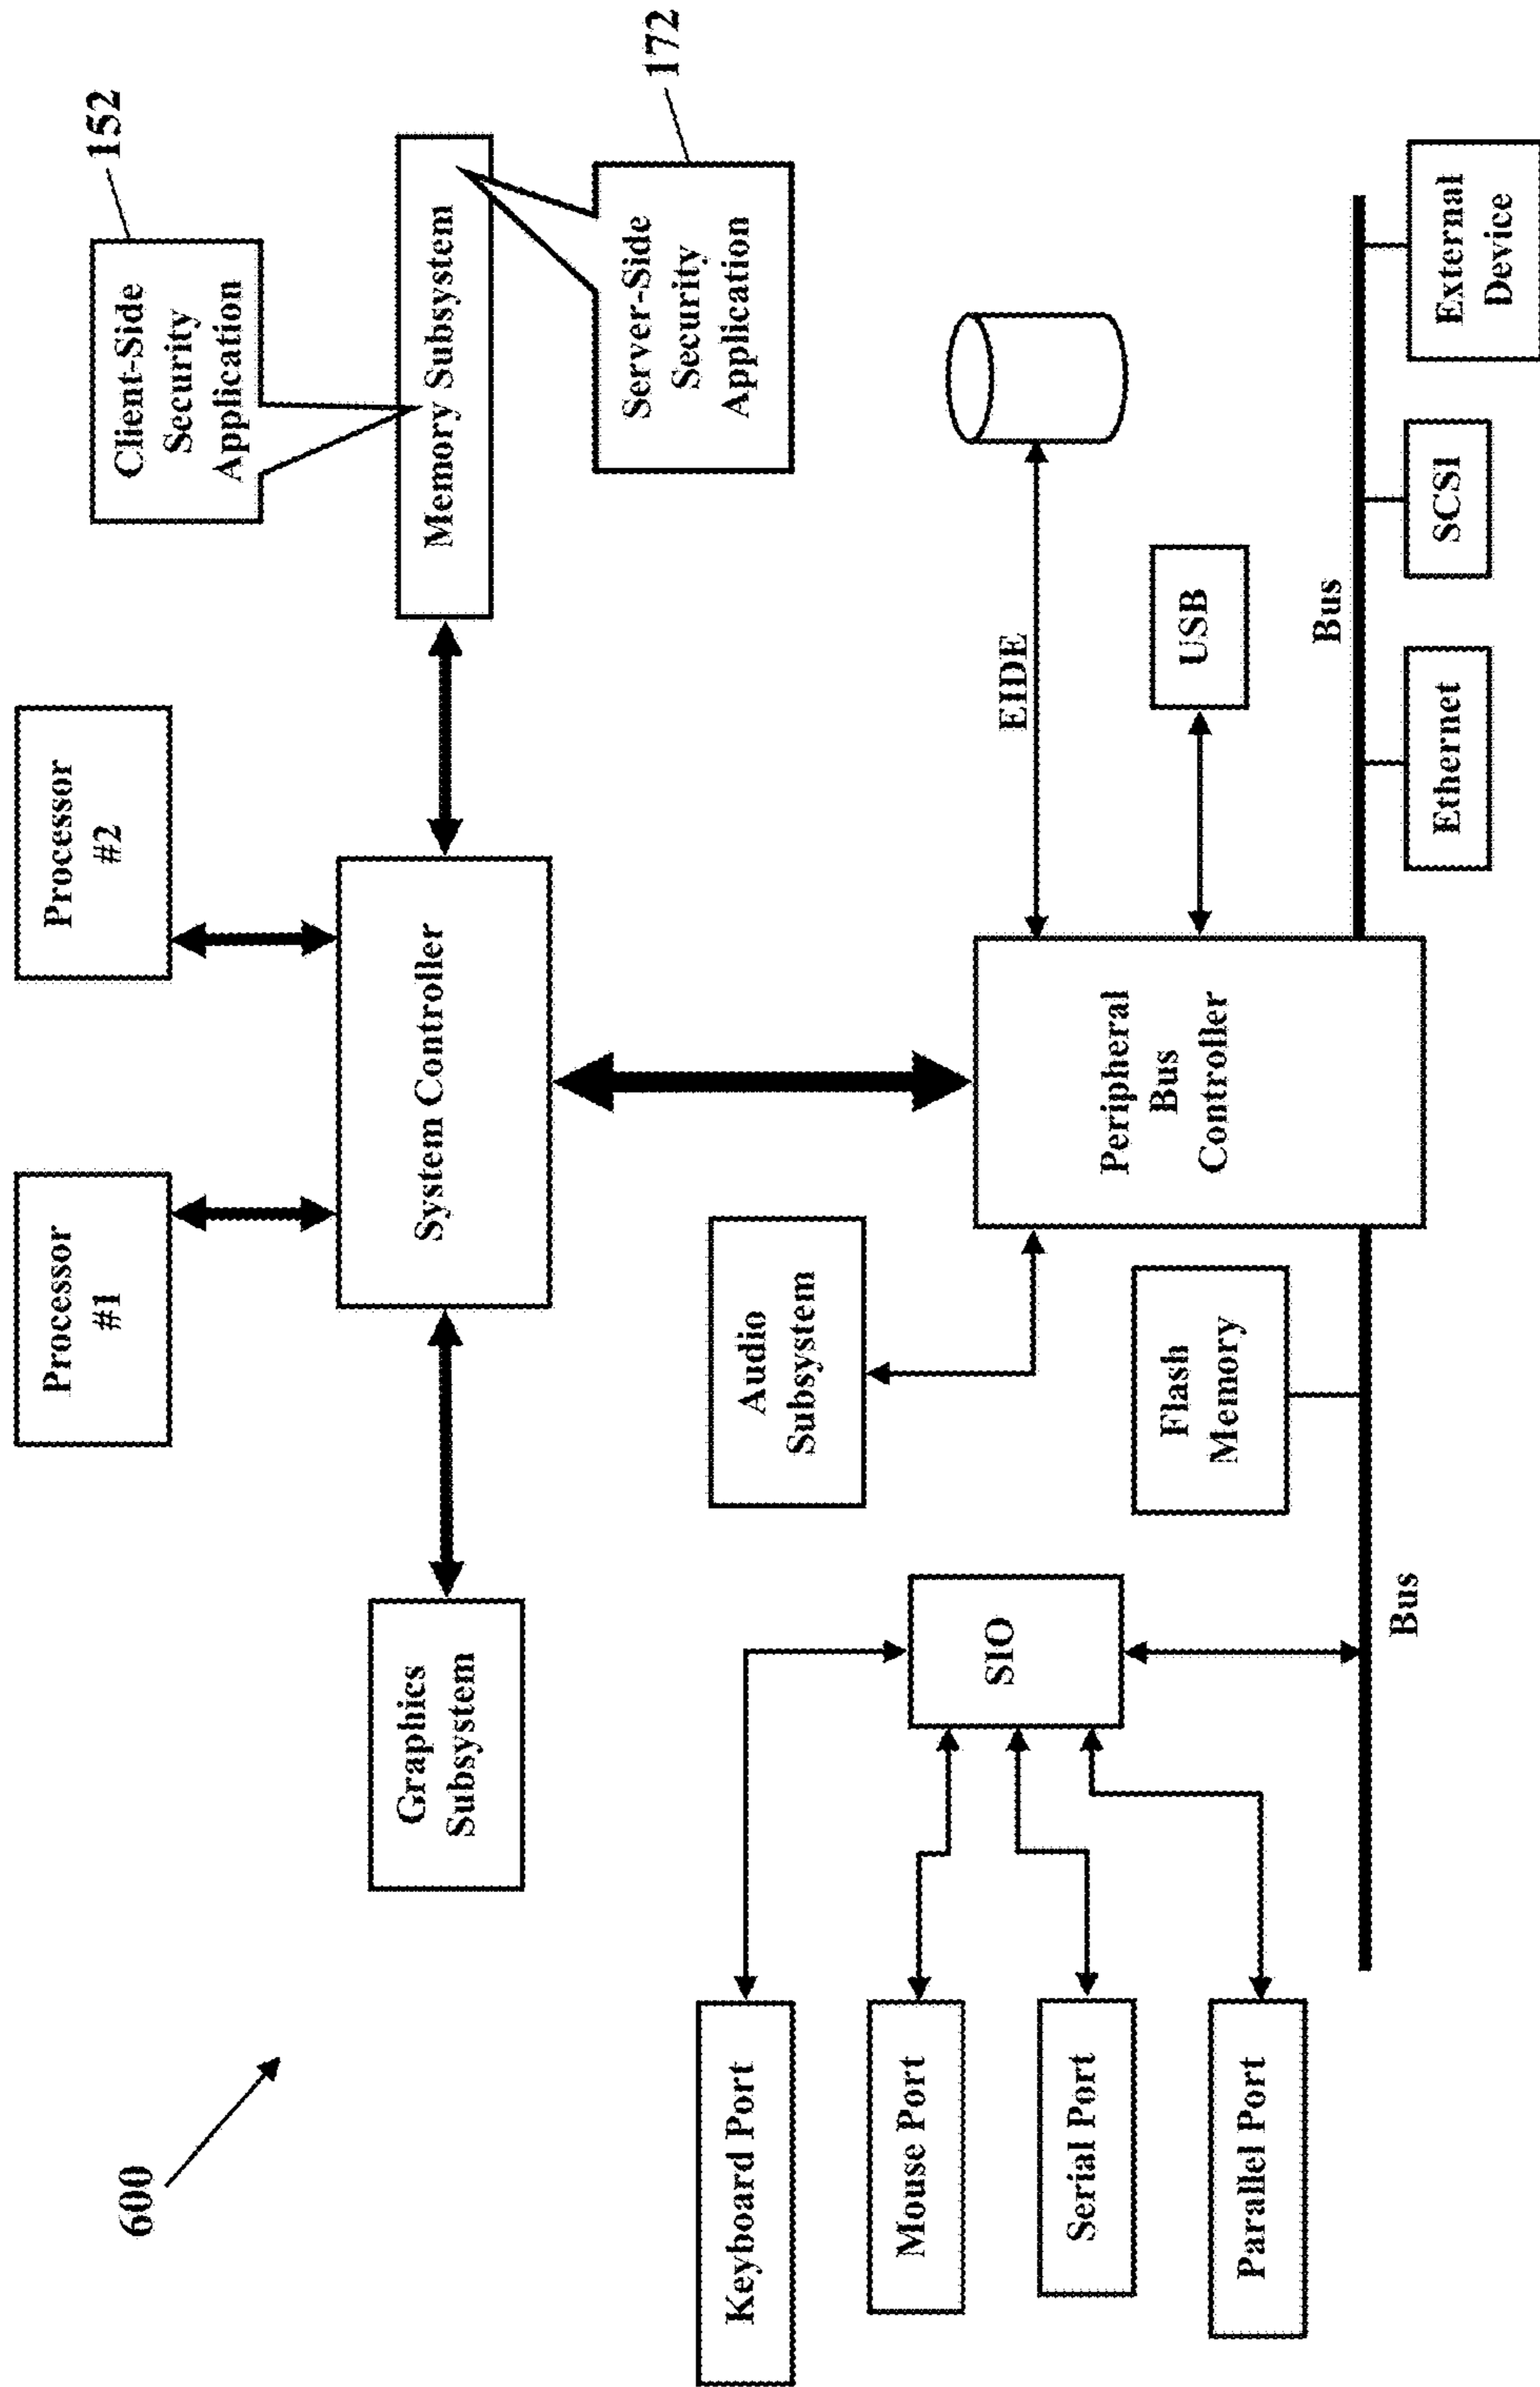 600
Processor
#1
Processor
#2
152
Client-Side
Security
Application
Graphics
Subsystem
System Controller
Memory Subsystem
172
Server-Side
Security
Application
Keyboard Port
Mouse Port
Serial Port
Parallel Port
SIO
Audio
Subsystem
Flash
Memory
Bus
Peripheral
Bus
Controller
EIDE
USB
Bus
Ethernet
SCSI
External
Device